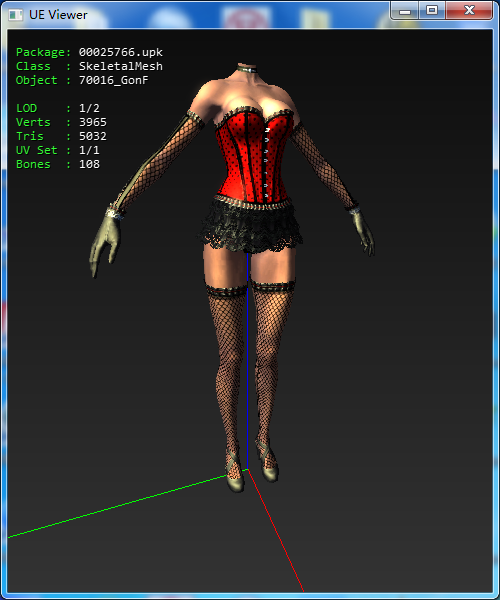 UE Viewer
Package: 00025766.upk
Class : SkeletalMesh
Object : 70016_GonF
LOD : 1/2
Verts : 3965
Tris : 5032
UV Set : 1/1
Bones : 108